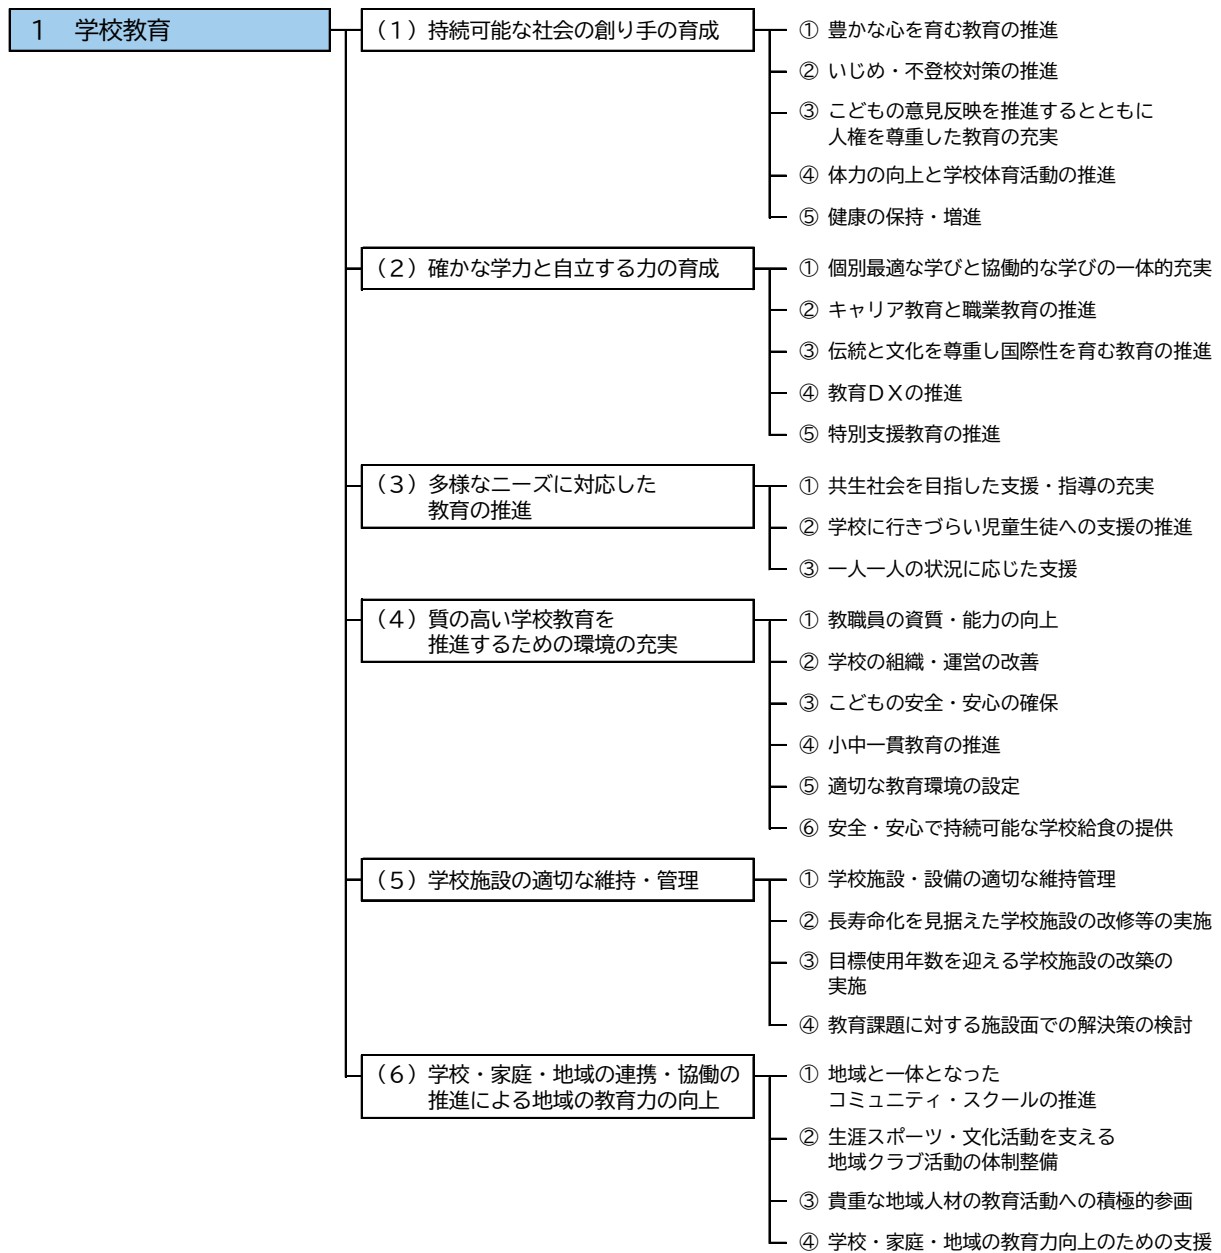 1 学校教育
(1)持続可能な社会の創り手の育成
① 豊かな心を育む教育の推進
② いじめ・不登校対策の推進
③ こどもの意見反映を推進するとともに
人権を尊重した教育の充実
④ 体力の向上と学校体育活動の推進
⑤ 健康の保持・増進
(2)確かな学力と自立する力の育成
① 個別最適な学びと協働的な学びの一体的充実
② キャリア教育と職業教育の推進
③ 伝統と文化を尊重し国際性を育む教育の推進
④ 教育DXの推進
⑤ 特別支援教育の推進
(3)多様なニーズに対応した
教育の推進
① 共生社会を目指した支援・指導の充実
② 学校に行きづらい児童生徒への支援の推進
③ 一人一人の状況に応じた支援
(4)質の高い学校教育を
推進するための環境の充実
① 教職員の資質・能力の向上
② 学校の組織・運営の改善
③ こどもの安全・安心の確保
④ 小中一貫教育の推進
⑤ 適切な教育環境の設定
⑥ 安全・安心で持続可能な学校給食の提供
(5)学校施設の適切な維持・管理
① 学校施設・設備の適切な維持管理
② 長寿命化を見据えた学校施設の改修等の実施
③ 目標使用年数を迎える学校施設の改築の
実施
④ 教育課題に対する施設面での解決策の検討
(6)学校・家庭・地域の連携・協働の
推進による地域の教育力の向上
① 地域と一体となった
コミュニティ・スクールの推進
② 生涯スポーツ・文化活動を支える
地域クラブ活動の体制整備
③ 貴重な地域人材の教育活動への積極的参画
④ 学校・家庭・地域の教育力向上のための支援